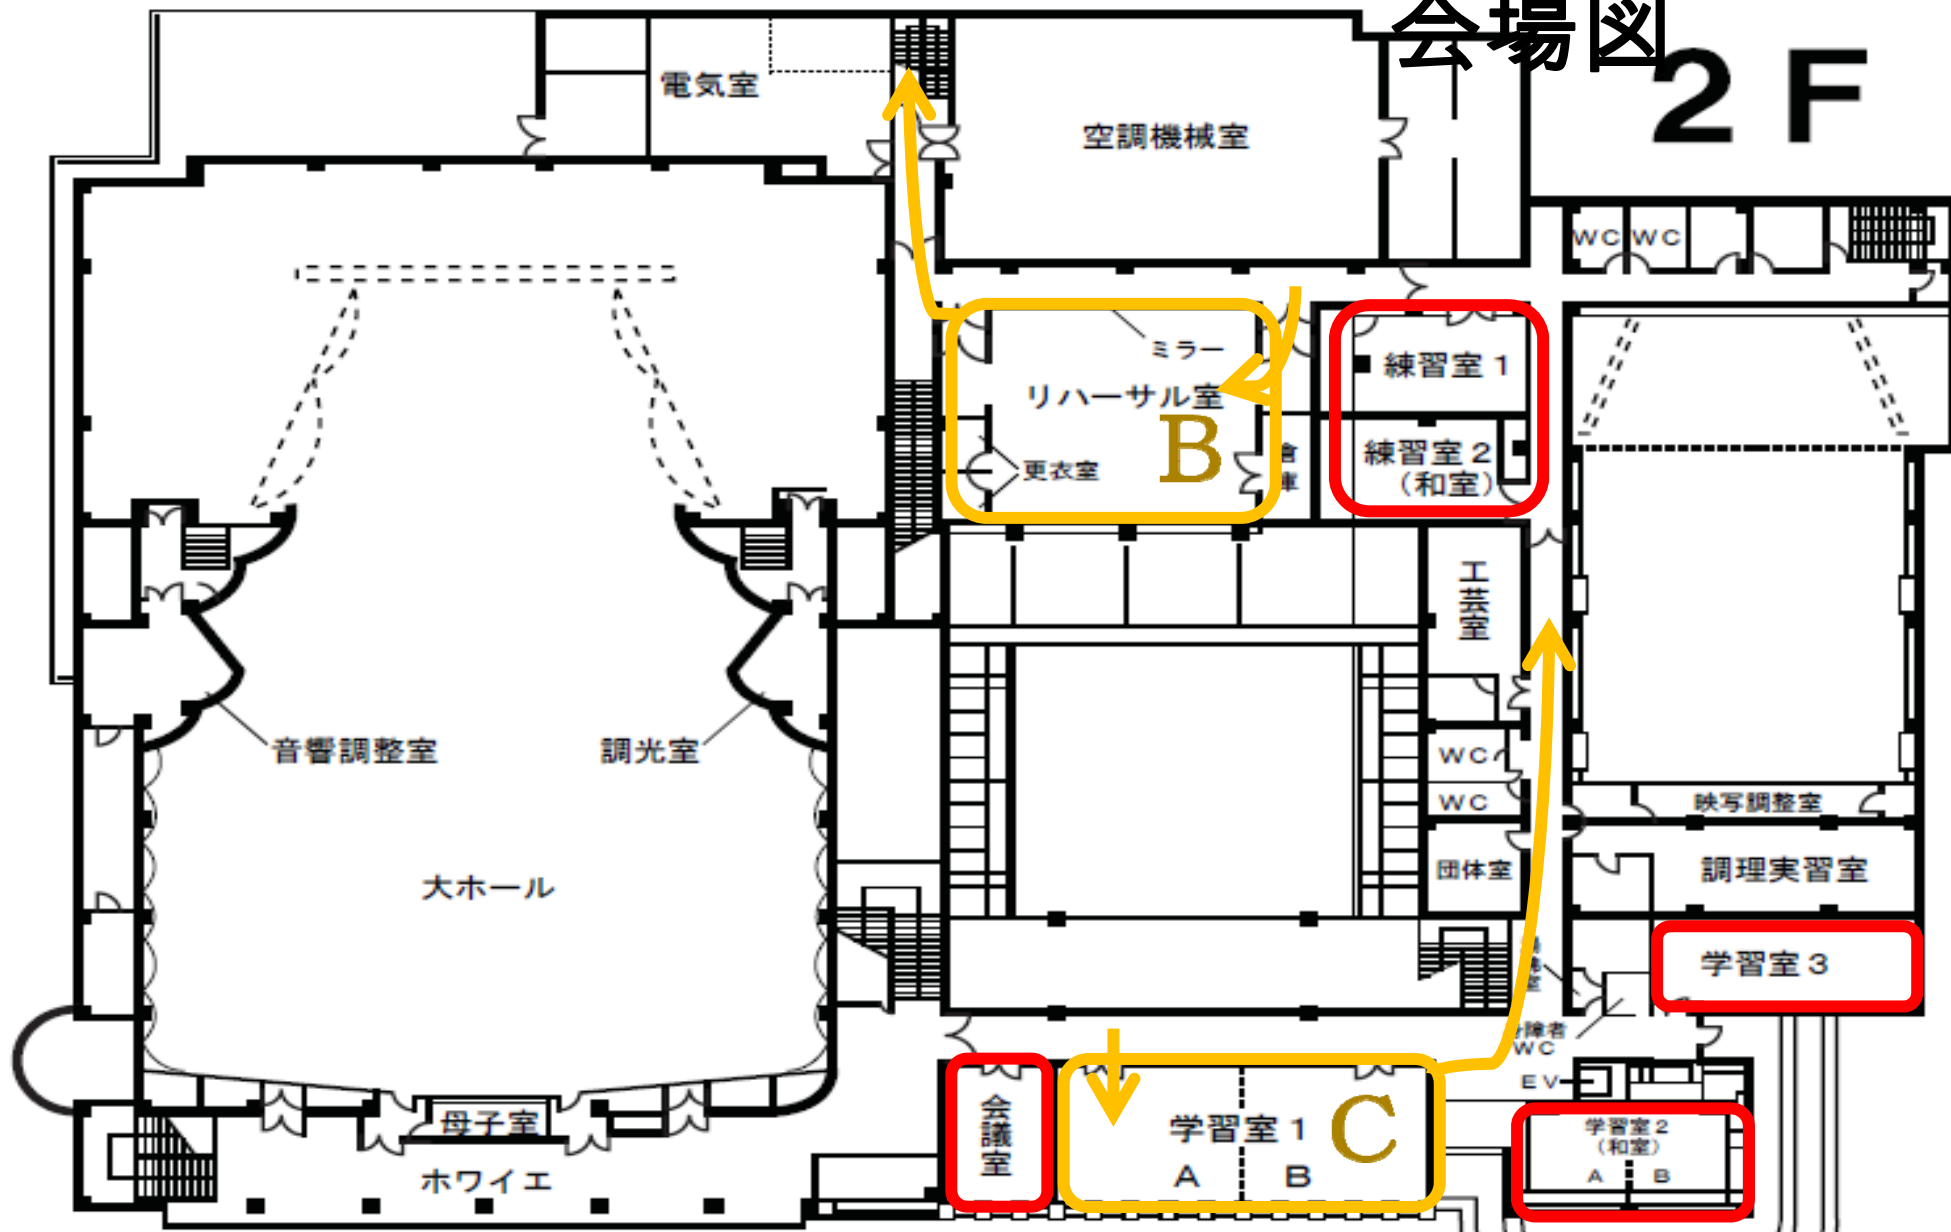 会場図
2F
電気室
空調機械室
WC
WC
ミラー
リハーサル室
B
更衣室
倉庫
練習室1
練習室2
(和室)
工芸室
音響調整室
調光室
WC
WC
映写調整室
団体室
調理実習室
大ホール
学習室3
障者
WC
EV
会議室
学習室1
C
A
B
学習室2
(和室)
A
B
母子室
ホワイエ